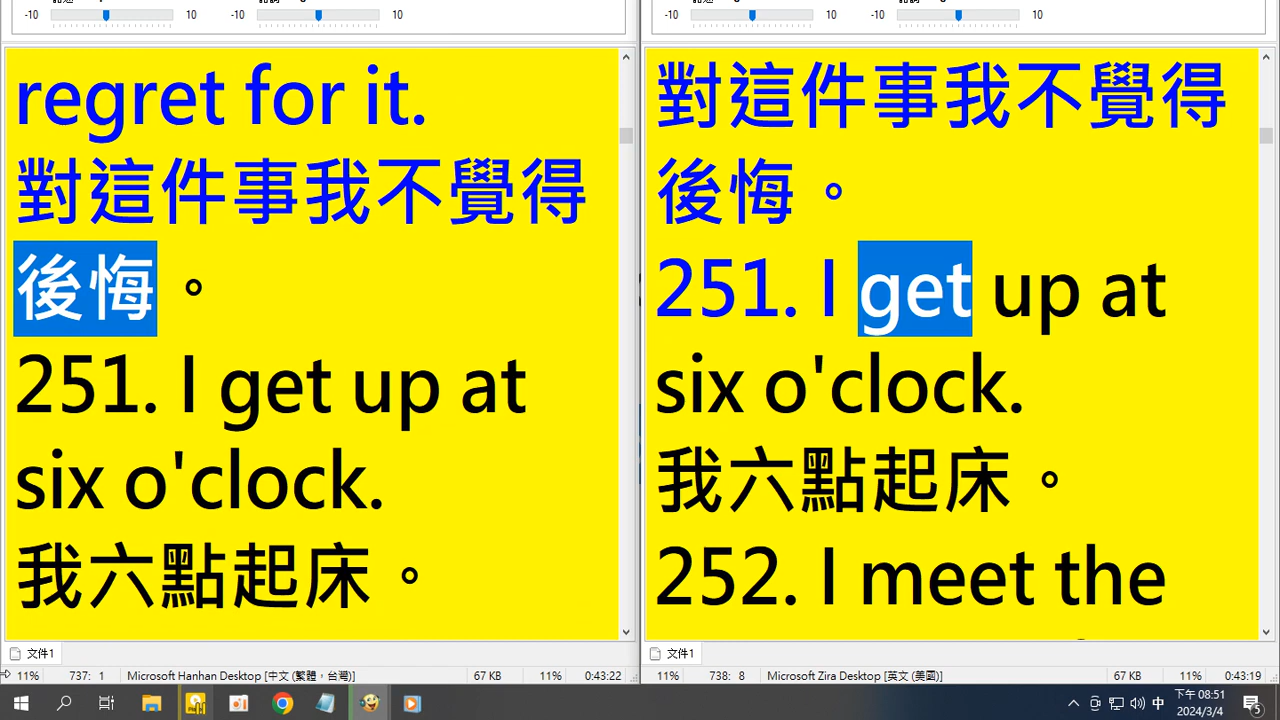 -10 10 -10 10
regret for it.
對這件事我不覺得
後悔。
251. I get up at
six o'clock.
我六點起床。
文件1
11% 737: 1 Microsoft Hanhan Desktop [中文 (繁體，台灣)] 67 KB 11% 0:43:22
-10 10 -10 10
對這件事我不覺得
後悔。
251. I get up at
six o'clock.
我六點起床。
252. I meet the
文件1
11% 738: 8 Microsoft Zira Desktop [英文 (美國)] 67 KB 11% 0:43:19
中
下午 08:51
2024/3/4
5